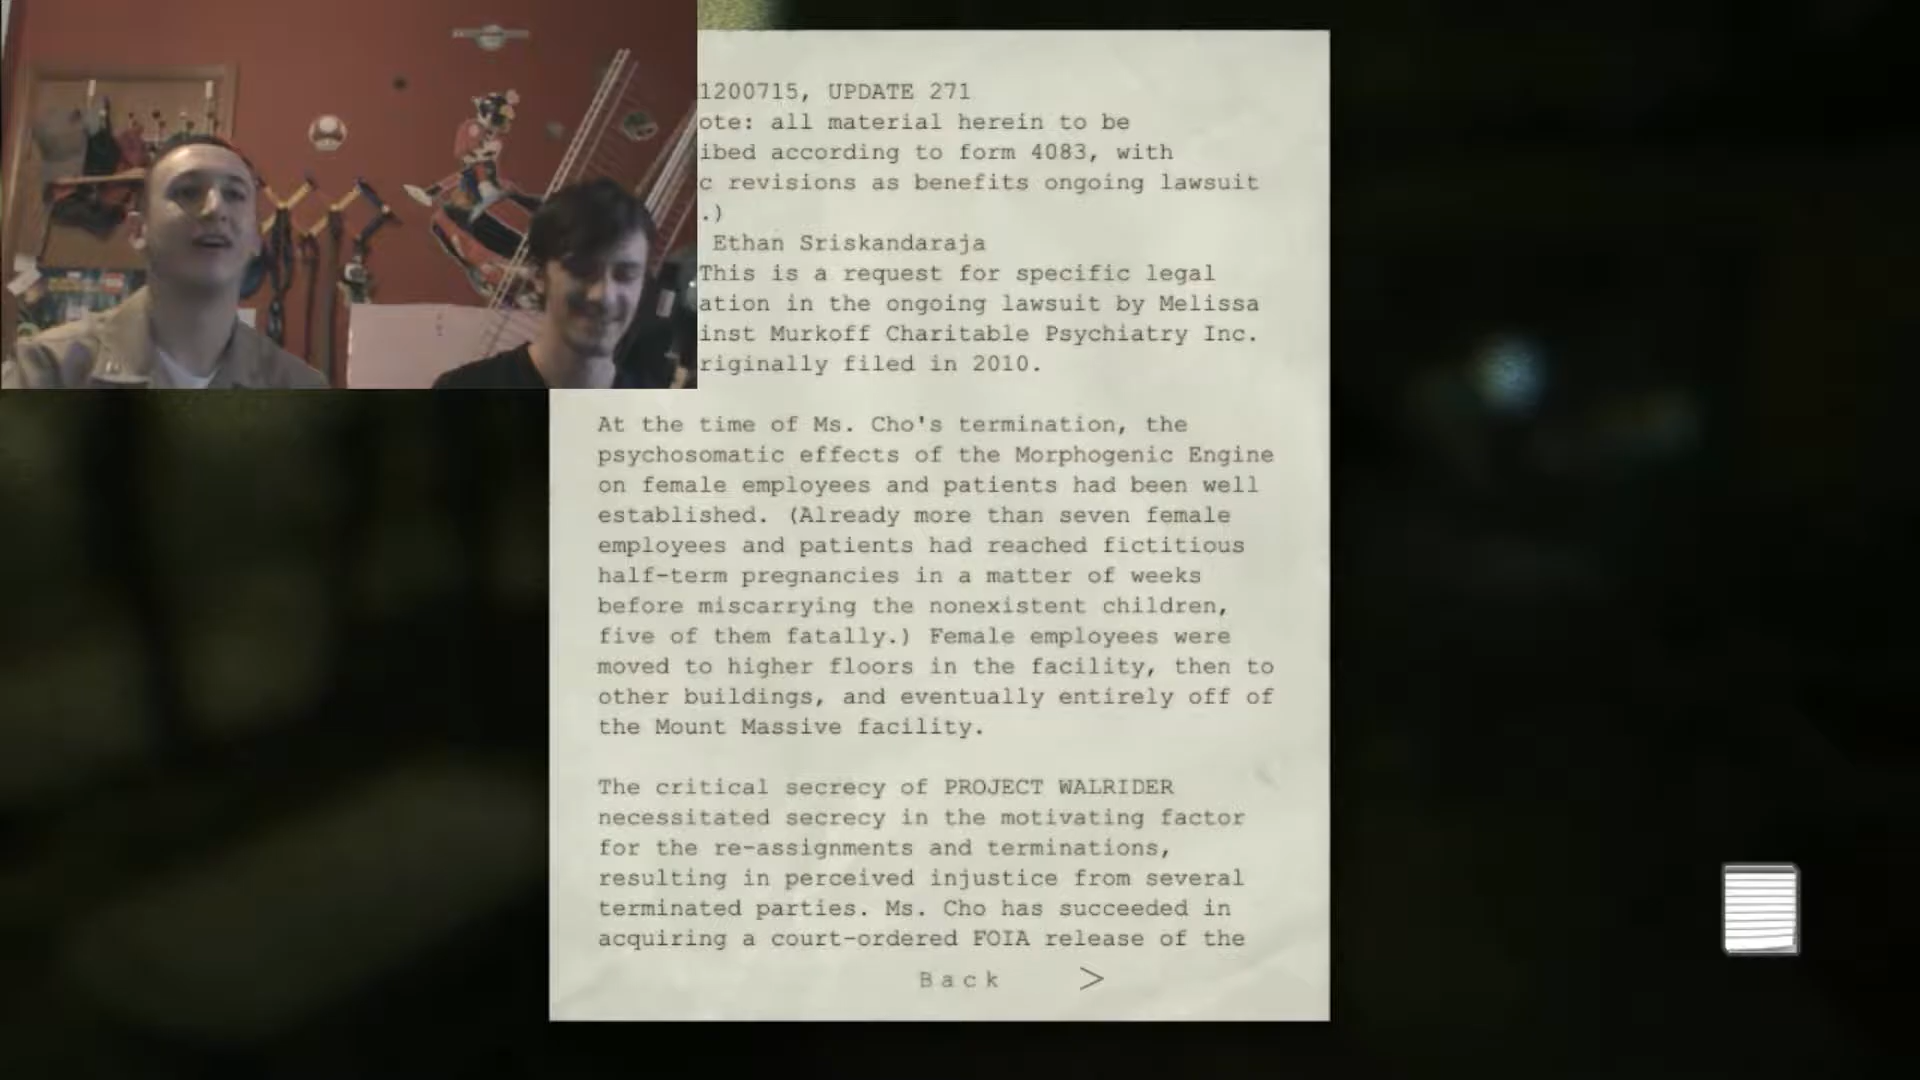 1200715, UPDATE 271
ote: all material herein to be
ibed according to form 4083, with
c revisions as benefits ongoing lawsuit
.)
Ethan Sriskandaraja
This is a request for specific legal
ation in the ongoing lawsuit by Melissa
inst Murkoff Charitable Psychiatry Inc.
riginally filed in 2010.
At the time of Ms. Cho's termination, the
psychosomatic effects of the Morphogenic Engine
on female employees and patients had been well
established. (Already more than seven female
employees and patients had reached fictitious
half-term pregnancies in a matter of weeks
before miscarrying the nonexistent children,
five of them fatally.) Female employees were
moved to higher floors in the facility, then to
other buildings, and eventually entirely off of
the Mount Massive facility.
The critical secrecy of PROJECT WALRIDER
necessitated secrecy in the motivating factor
for the re-assignments and terminations,
resulting in perceived injustice from several
terminated parties. Ms. Cho has succeeded in
acquiring a court-ordered FOIA release of the
Back >